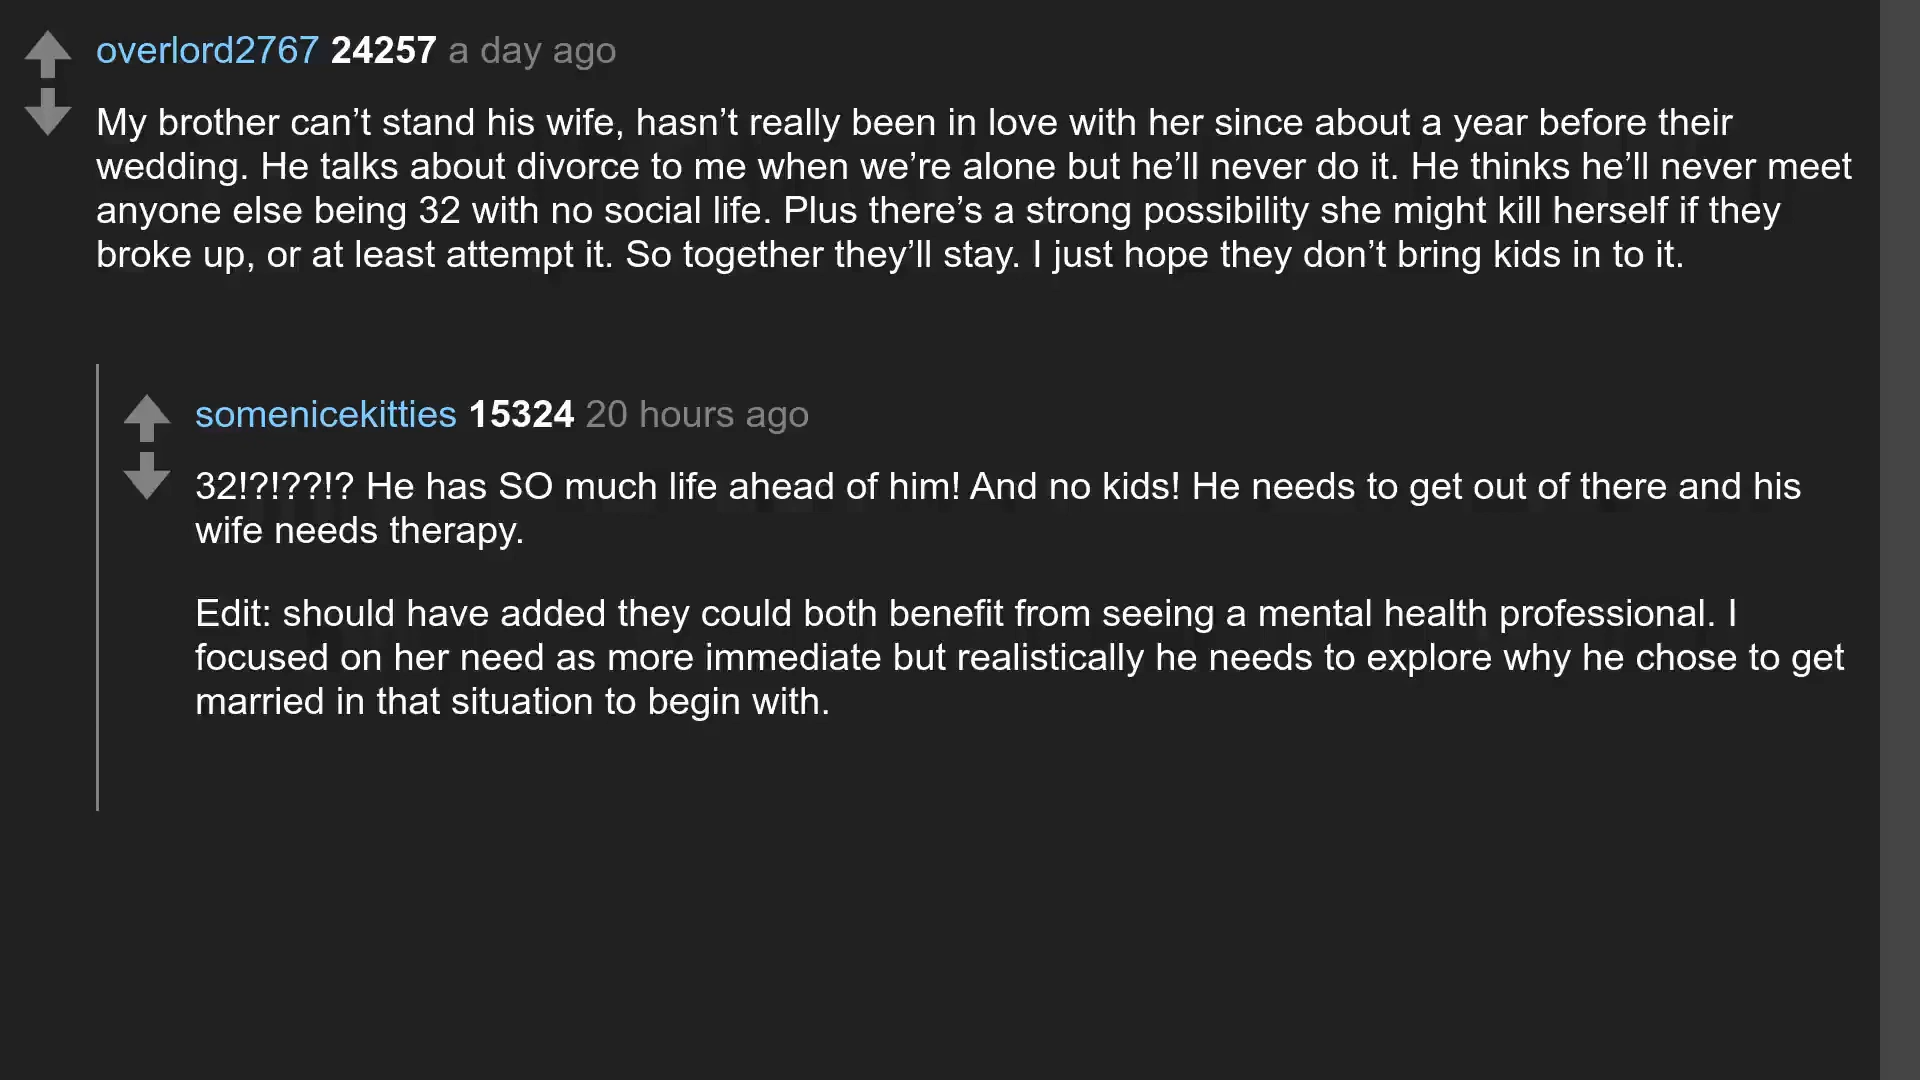 overlord2767 24257 a day ago
My brother can’t stand his wife, hasn’t really been in love with her since about a year before their
wedding. He talks about divorce to me when we’re alone but he’ll never do it. He thinks he’ll never meet
anyone else being 32 with no social life. Plus there’s a strong possibility she might kill herself if they
broke up, or at least attempt it. So together they’ll stay. I just hope they don’t bring kids in to it.
somenicekitties 15324 20 hours ago
32!?!??!? He has SO much life ahead of him! And no kids! He needs to get out of there and his
wife needs therapy.
Edit: should have added they could both benefit from seeing a mental health professional. I
focused on her need as more immediate but realistically he needs to explore why he chose to get
married in that situation to begin with.